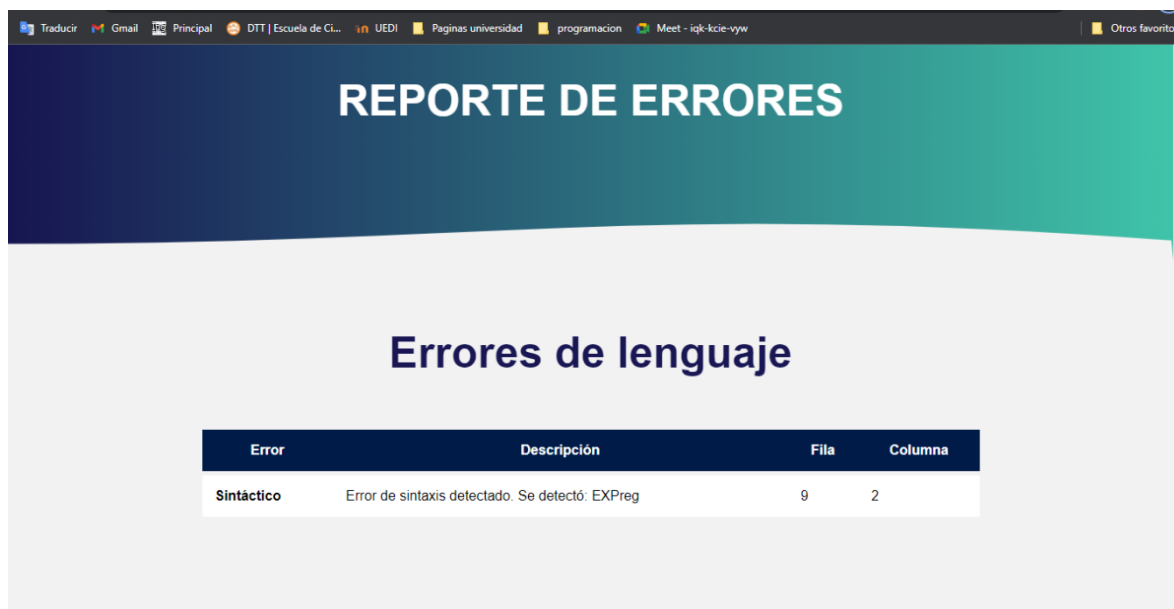 Traducir Gmail Principal DTT | Escuela de Ci... UEDI Paginas universidad programacion Meet - iqk-kcie-vyw Otros favorito
REPORTE DE ERRORES
Errores de lenguaje
Error Descripción Fila Columna
Sintáctico Error de sintaxis detectado. Se detectó: EXPreg 9 2